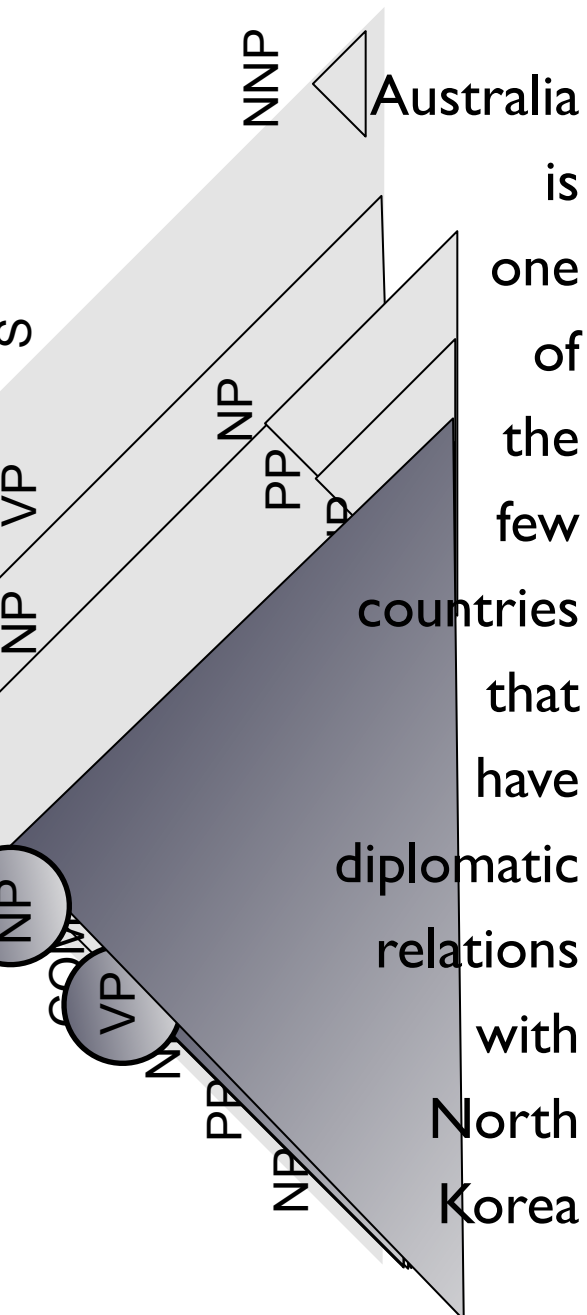 NNP
Australia
is
one
of
the
few
countries
that
have
diplomatic
relations
with
North
Korea
S
VP
NP
NP
PP
NP
NP
VP
PP
NP